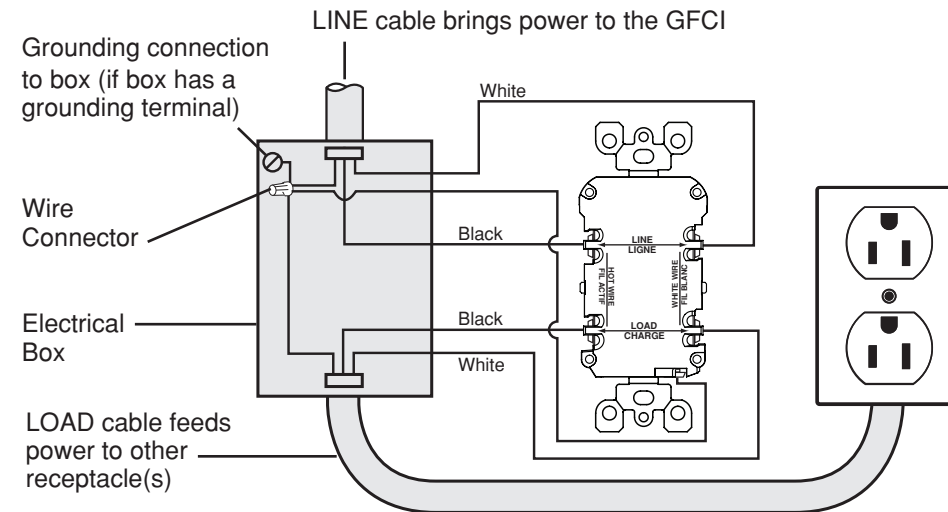 LINE cable brings power to the GFCI
Grounding connection
to box (if box has a
grounding terminal)
White
Wire
Connector
Black
LINE
LIGNE
HOT WIRE
FIL ACTIF
WHITE WIRE
FIL BLANC
Electrical
Box
Black
LOAD
CHARGE
White
LOAD cable feeds
power to other
receptacle(s)